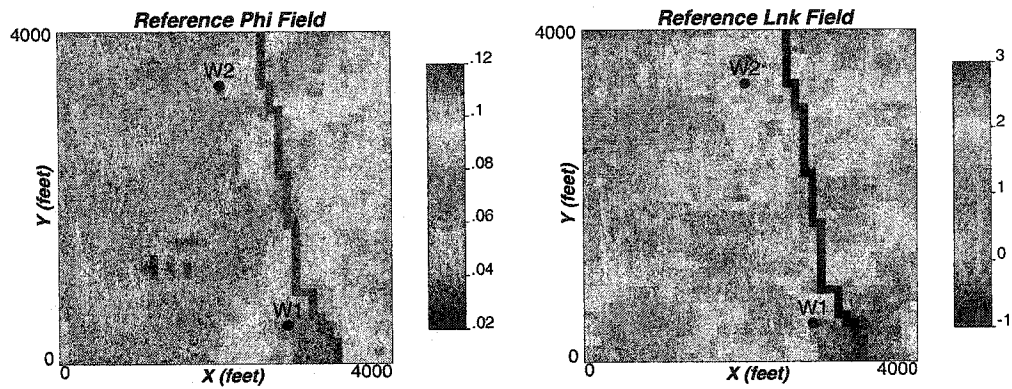 Reference Phi Field
4000
W2
Y (feet)
W1
0
0
X (feet)
4000
.12
.1
.08
.06
.04
.02
Reference Lnk Field
4000
W2
Y (feet)
W1
0
0
X (feet)
4000
3
2
1
0
-1